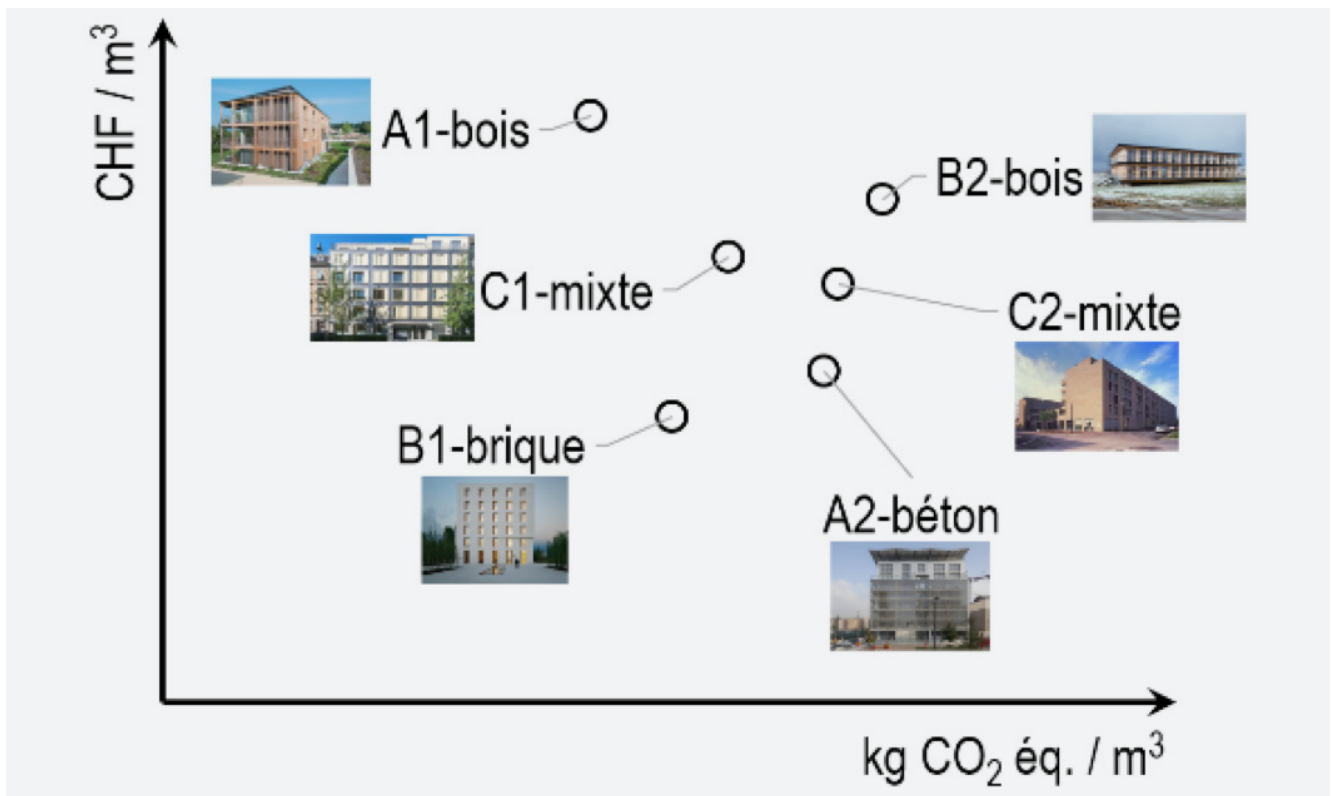 CHF / m³
A1-bois
B2-bois
C1-mixte
C2-mixte
B1-brique
A2-béton
kg CO₂ éq. / m³